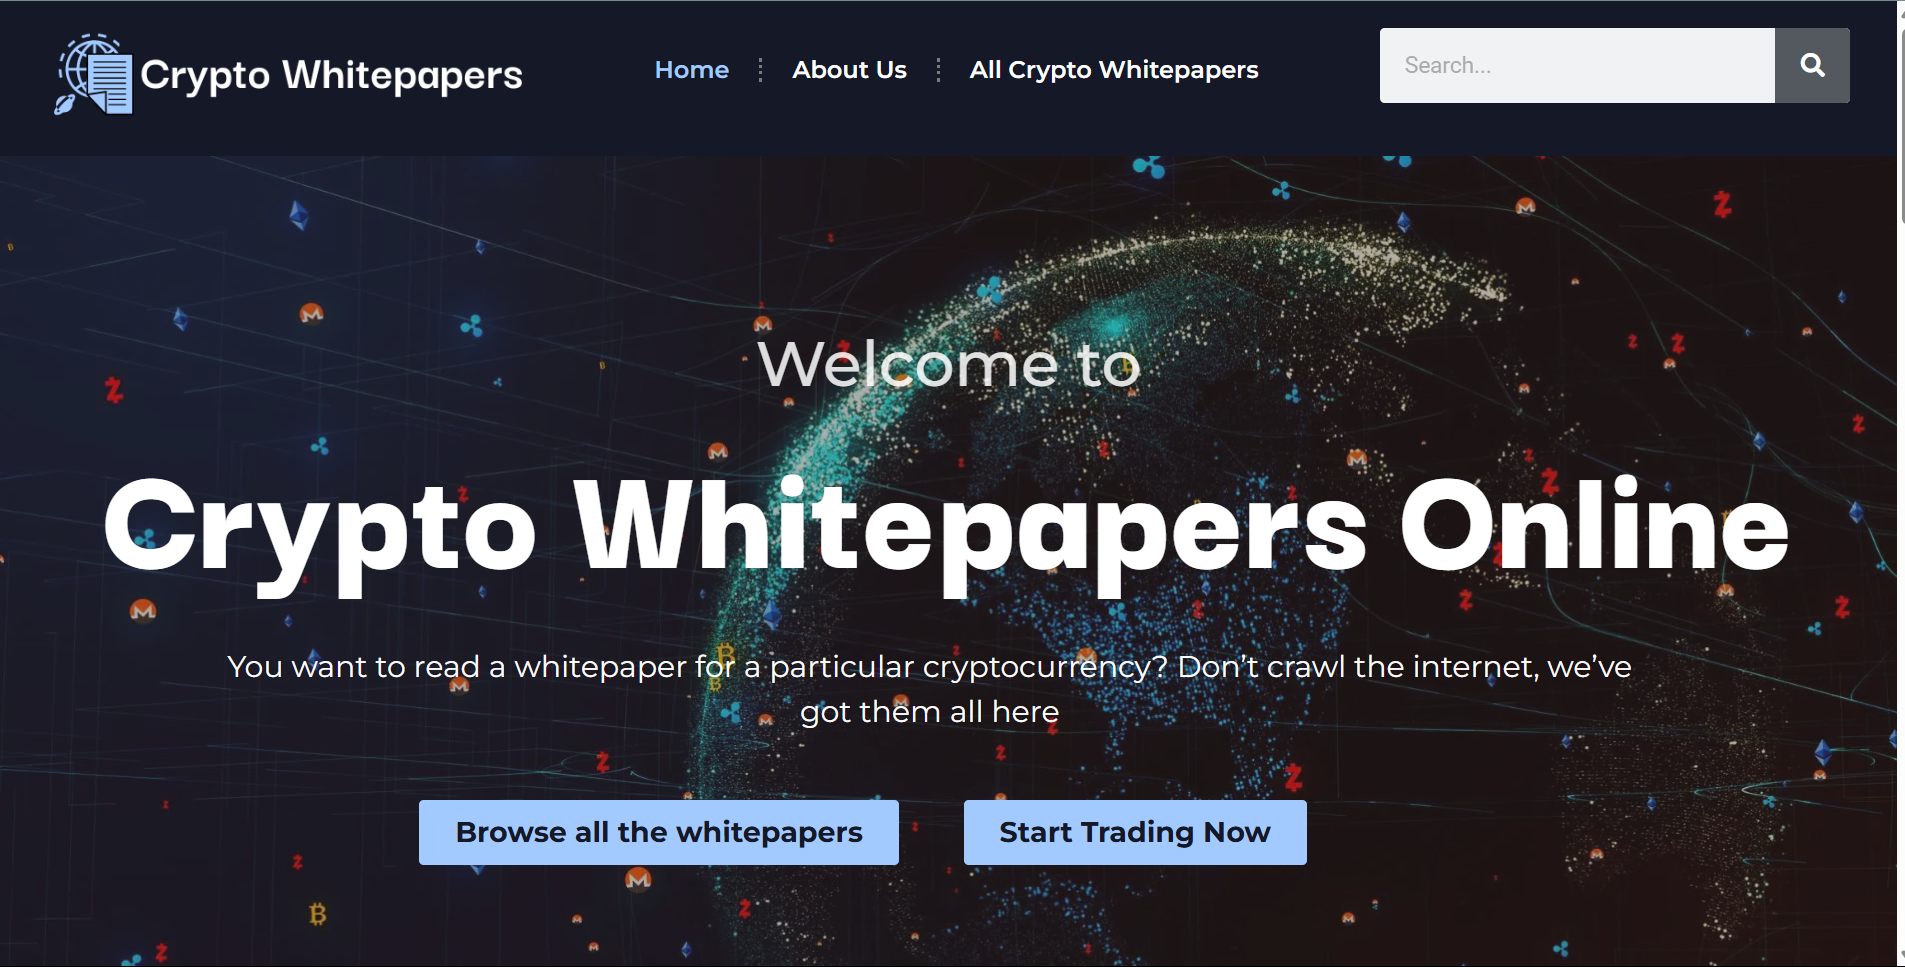 Crypto Whitepapers
Home
About Us
All Crypto Whitepapers
Search...
Welcome to
Crypto Whitepapers Online
You want to read a whitepaper for a particular cryptocurrency? Don’t crawl the internet, we’ve
got them all here
Browse all the whitepapers
Start Trading Now